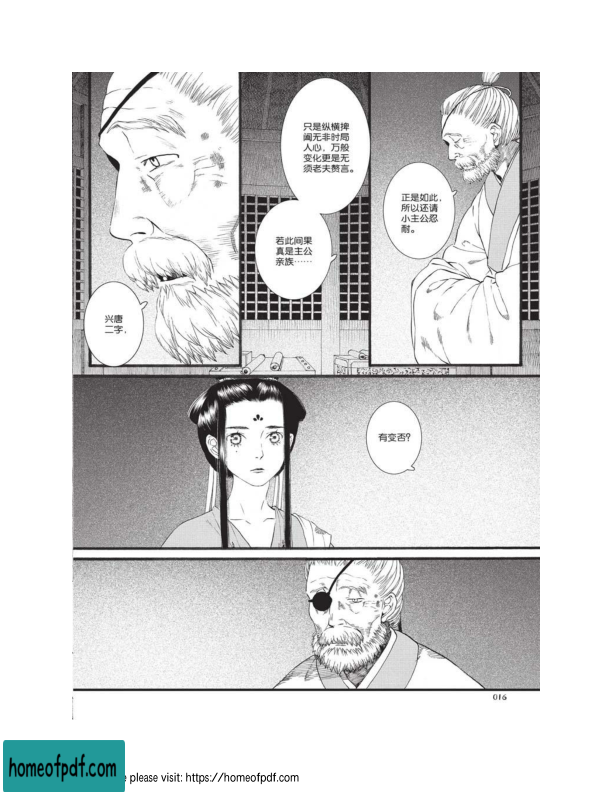 正是如此，
所以还请
小主公忍
耐。
只是纵横捭
阖无非时局
人心，万般
变化更是无
须老夫赘言。
若此间果
真是主公
亲族……
兴唐
二字，
有变否？
016
homeofpdf.com
e please visit: https://homeofpdf.com